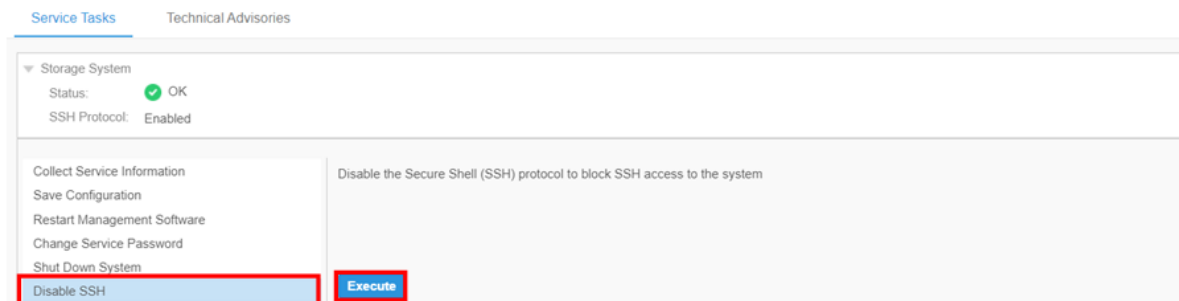 Service Tasks Technical Advisories
Storage System
Status: OK
SSH Protocol: Enabled
Collect Service Information
Disable the Secure Shell (SSH) protocol to block SSH access to the system
Save Configuration
Restart Management Software
Change Service Password
Shut Down System
Disable SSH
Execute